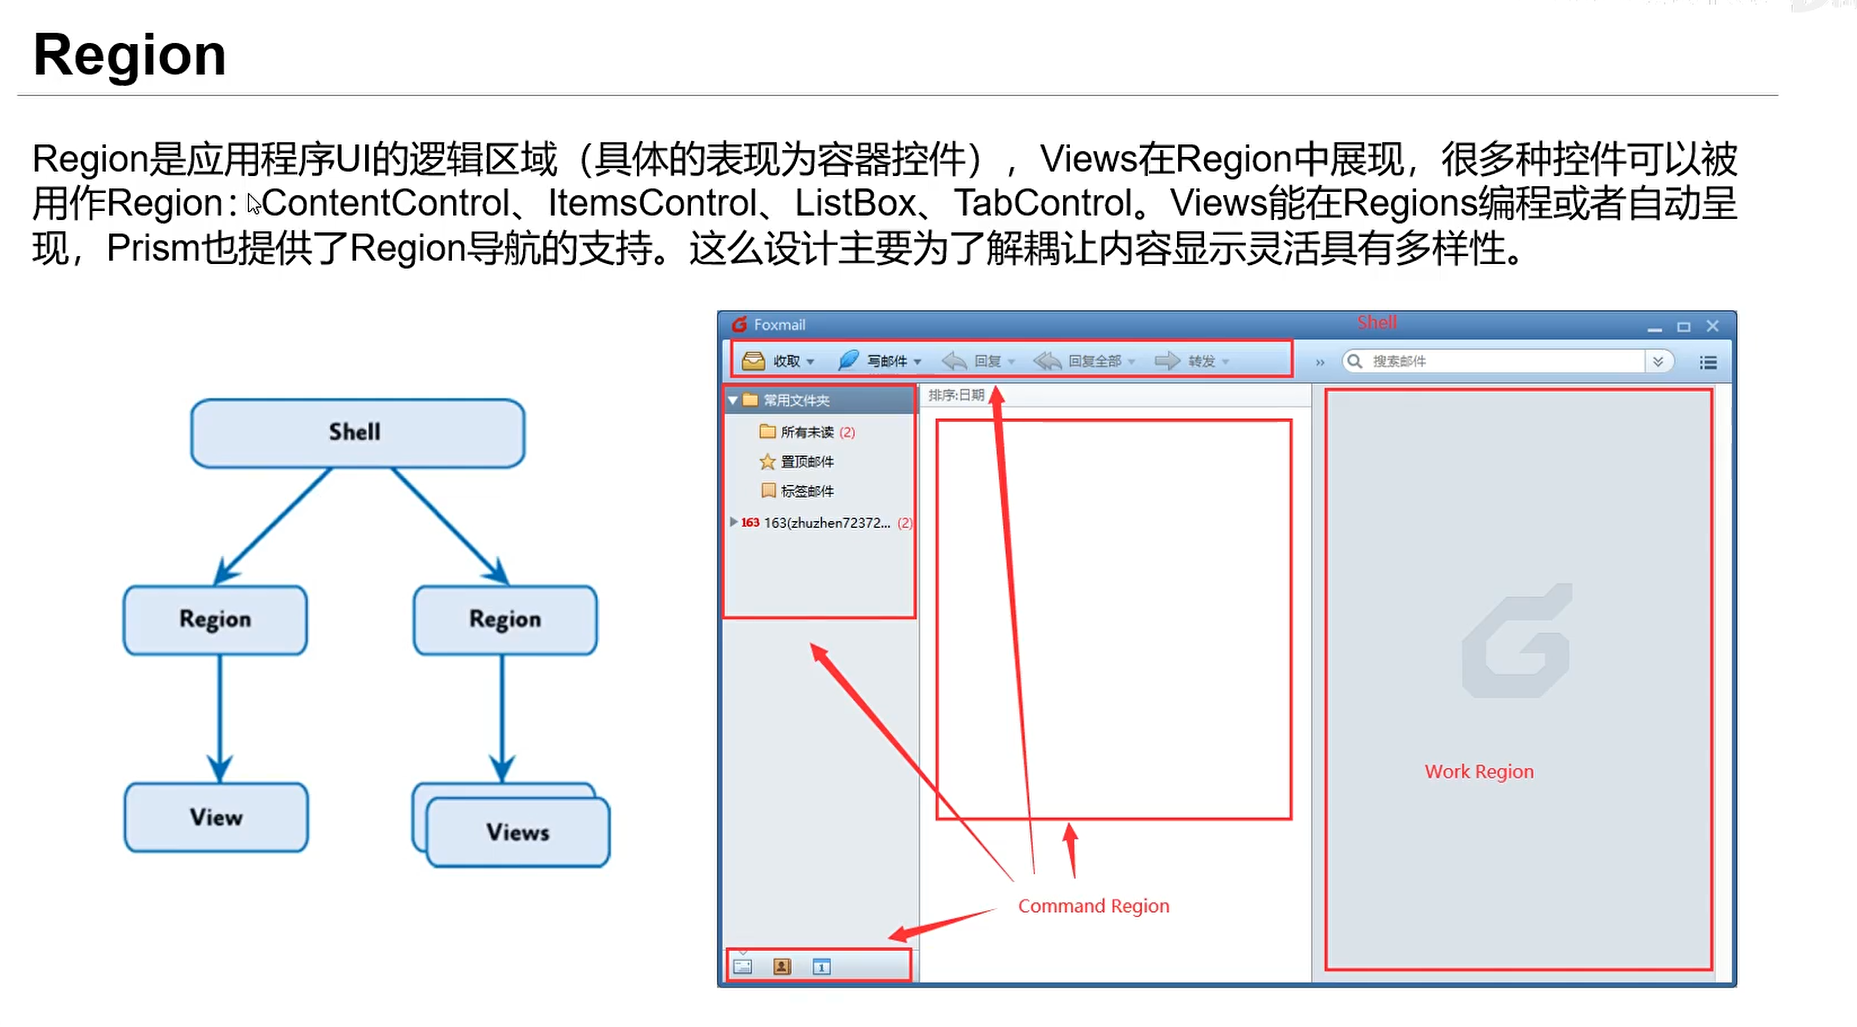 Region
Region是应用程序UI的逻辑区域（具体的表现为容器控件），Views在Region中展现，很多种控件可以被
用作Region：ContentControl、ItemsControl、ListBox、TabControl。Views能在Regions编程或者自动呈
现，Prism也提供了Region导航的支持。这么设计主要为了解耦让内容显示灵活具有多样性。
Shell
Region
Region
View
Views
Foxmail
Shell
收取
写邮件
回复
回复全部
转发
»
搜索邮件
常用文件夹
排序:日期
所有未读 (2)
置顶邮件
标签邮件
163 163(zhuzhen72372... (2)
Work Region
Command Region
1